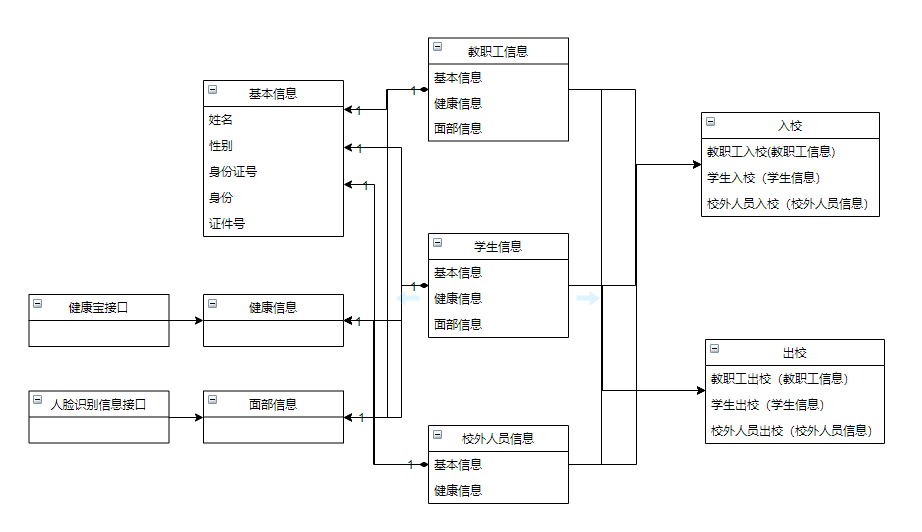 教职工信息
基本信息
健康信息
面部信息
基本信息
姓名
性别
身份证号
身份
证件号
1
1
1
1
入校
教职工入校(教职工信息)
学生入校（学生信息）
校外人员入校（校外人员信息）
学生信息
基本信息
健康信息
面部信息
1
健康宝接口
健康信息
1
人脸识别信息接口
面部信息
1
出校
教职工出校（教职工信息）
学生出校（学生信息）
校外人员出校（校外人员信息）
校外人员信息
基本信息
健康信息
1